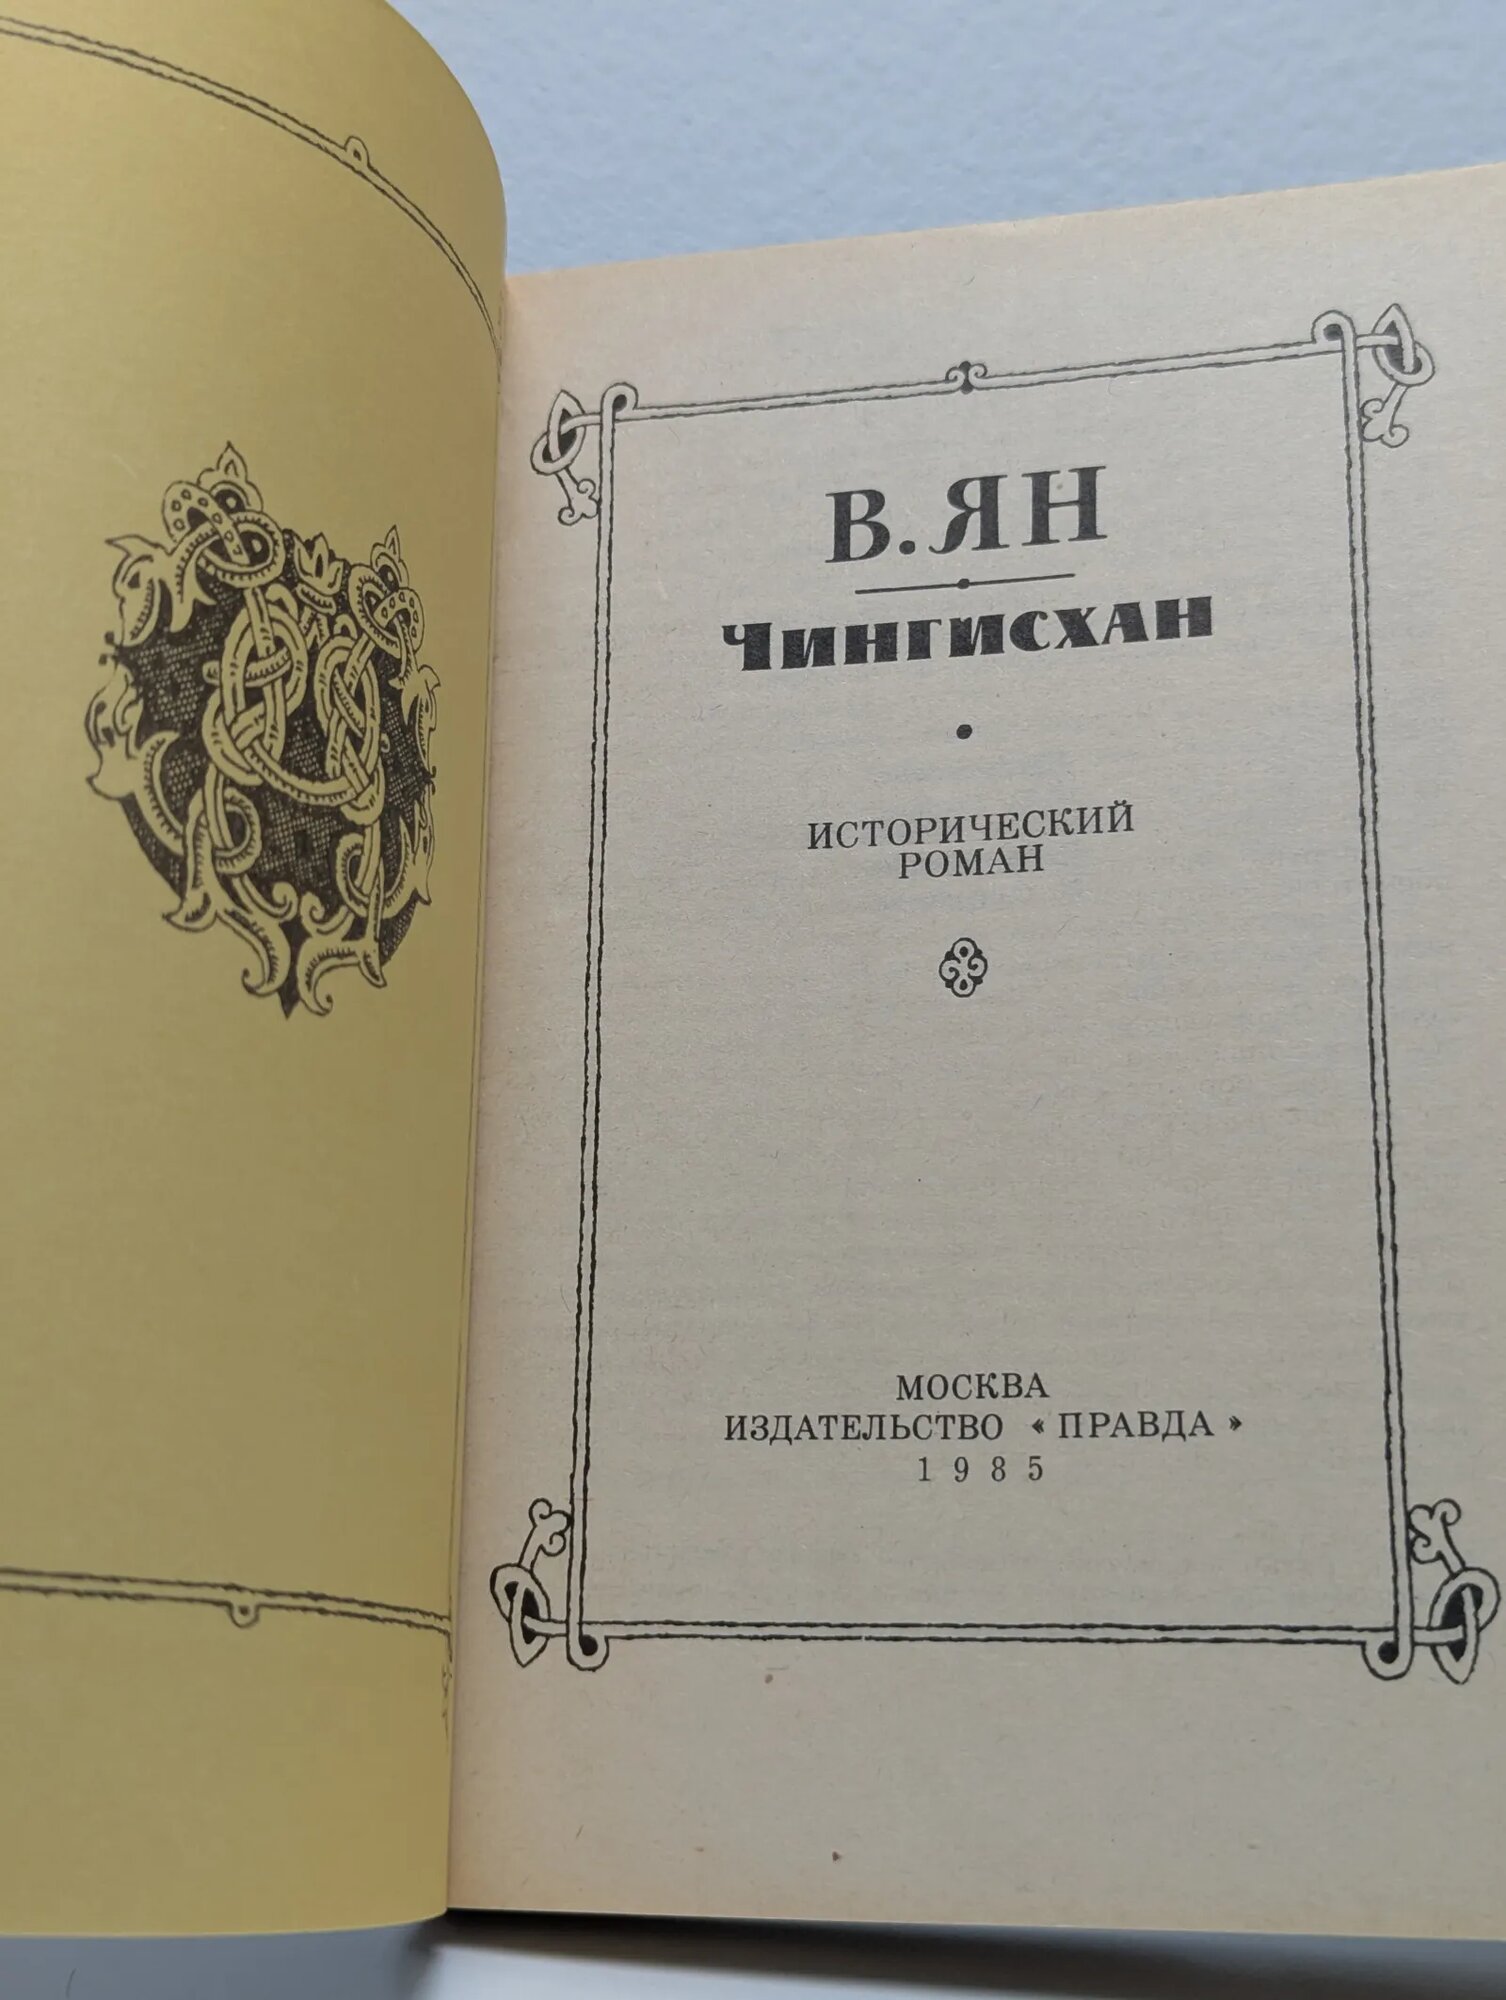 В. ЯН
ЧИНГИСХАН
ИСТОРИЧЕСКИЙ
РОМАН
МОСКВА
ИЗДАТЕЛЬСТВО « ПРАВДА »
1985